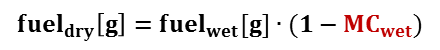 fuel_dry[g] = fuel_wet[g] · (1 − MC_wet)